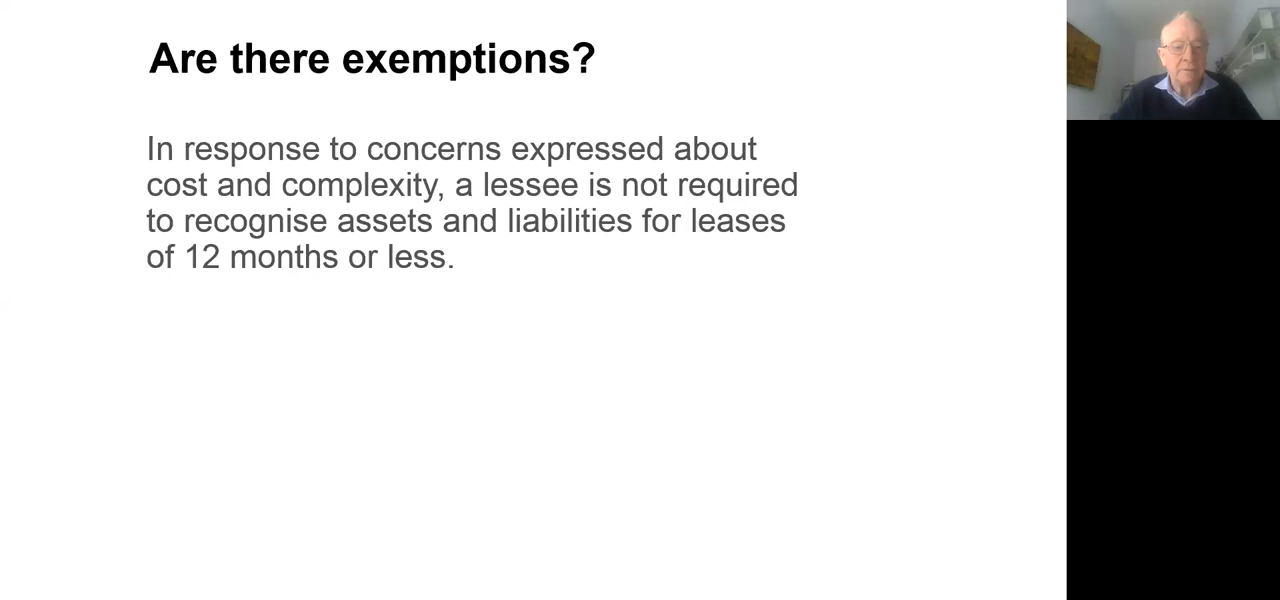 Are there exemptions?
In response to concerns expressed about
cost and complexity, a lessee is not required
to recognise assets and liabilities for leases
of 12 months or less.